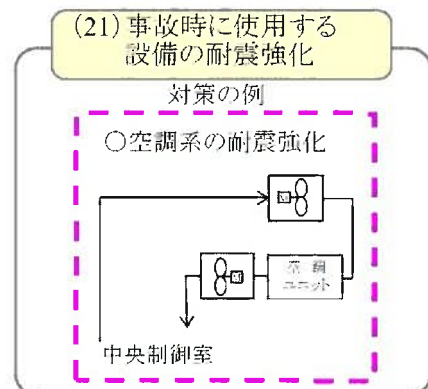 (21)事故時に使用する
設備の耐震強化
対策の例
○空調系の耐震強化
空調
ユニット
中央制御室